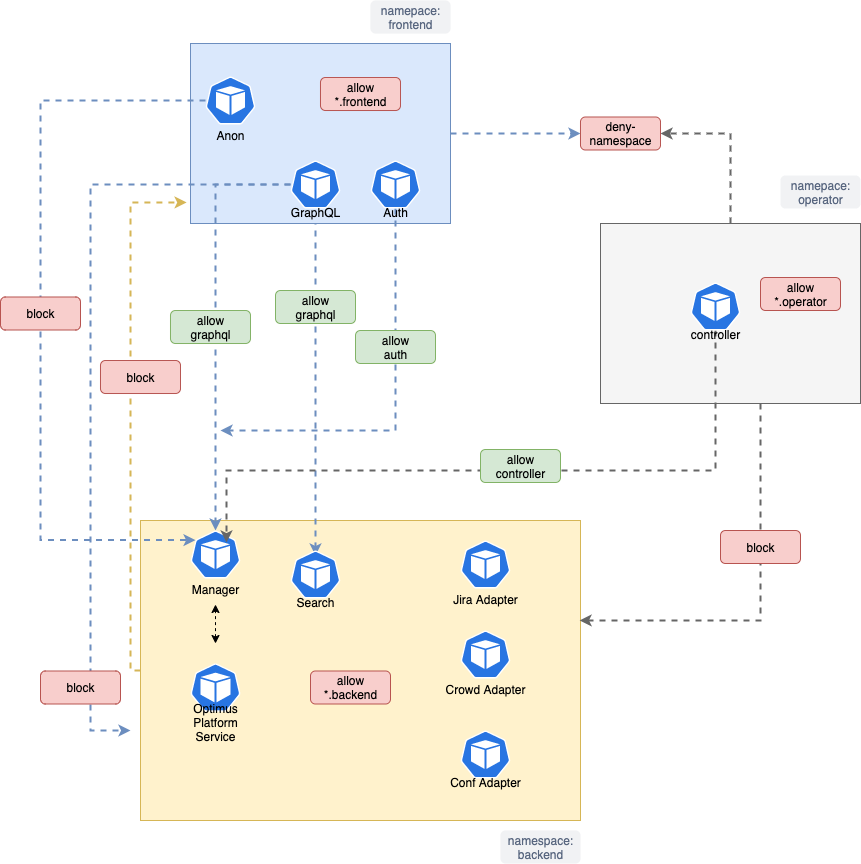 namepace:
frontend
allow
*.frontend
Anon
deny-
namespace
namepace:
operator
GraphQL
Auth
allow
*.operator
controller
block
allow
graphql
allow
graphql
allow
auth
block
allow
controller
block
Manager
Search
Jira Adapter
block
allow
*.backend
Crowd Adapter
Optimus
Platform
Service
Conf Adapter
namespace:
backend